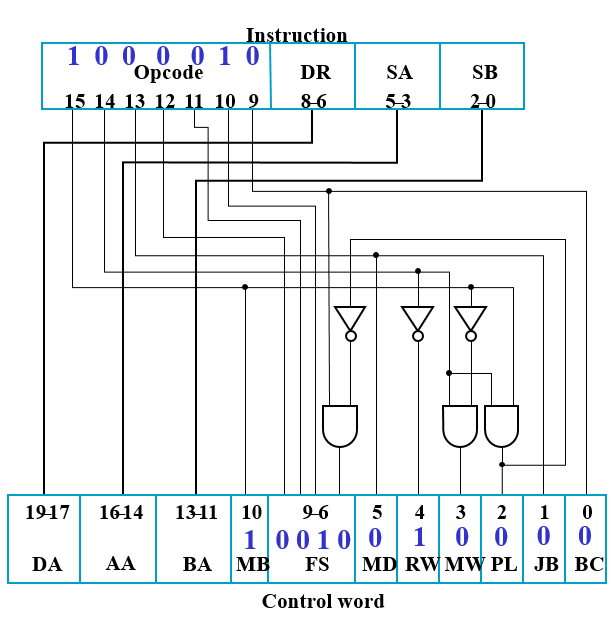 Instruction
1 0 0 0 0 1 0
Opcode DR SA SB
15 14 13 12 11 10 9 8-6 5-3 2-0
19-17 16-14 13-11 10 9-6 5 4 3 2 1 0
1 0 0 1 0 0 1 0 0 0 0
DA AA BA MB FS MD RW MW PL JB BC
Control word